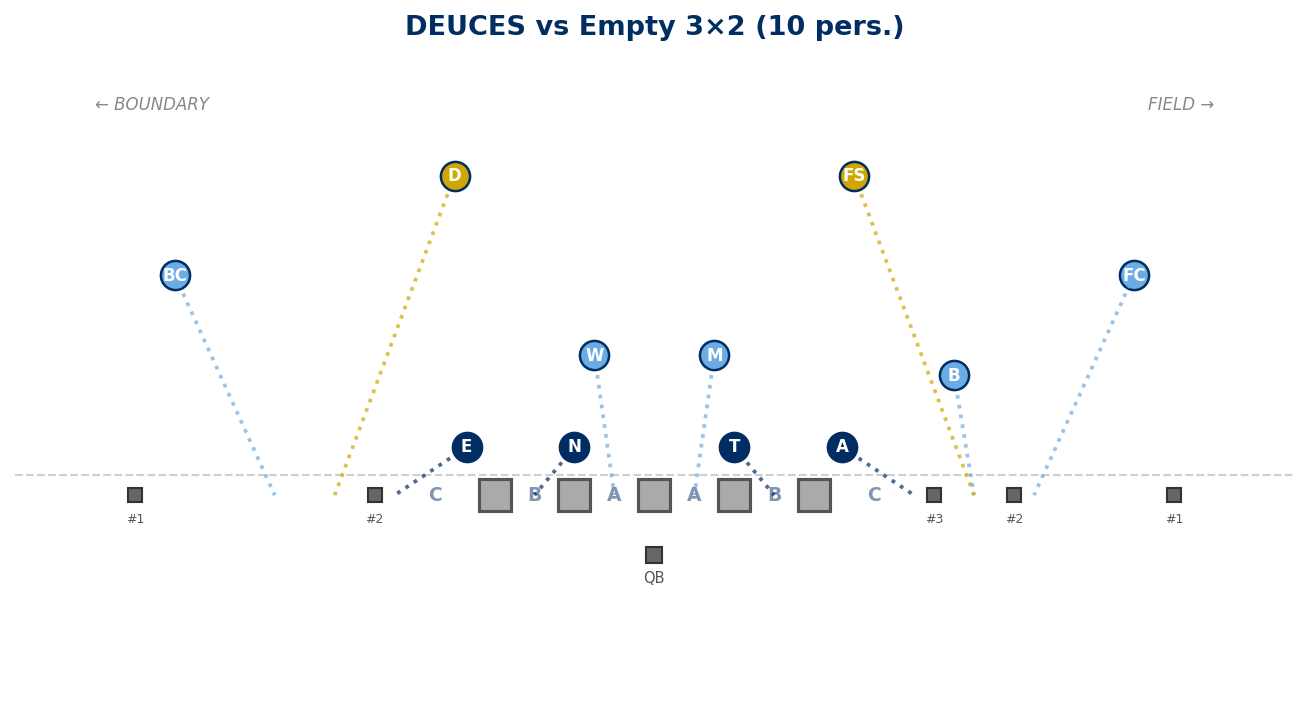 DEUCES vs Empty 3×2 (10 pers.)
← BOUNDARY
FIELD →
D
FS
BC
FC
W
M
B
E
N
T
A
C
B
A
A
B
C
#1
#2
#3
#2
#1
QB